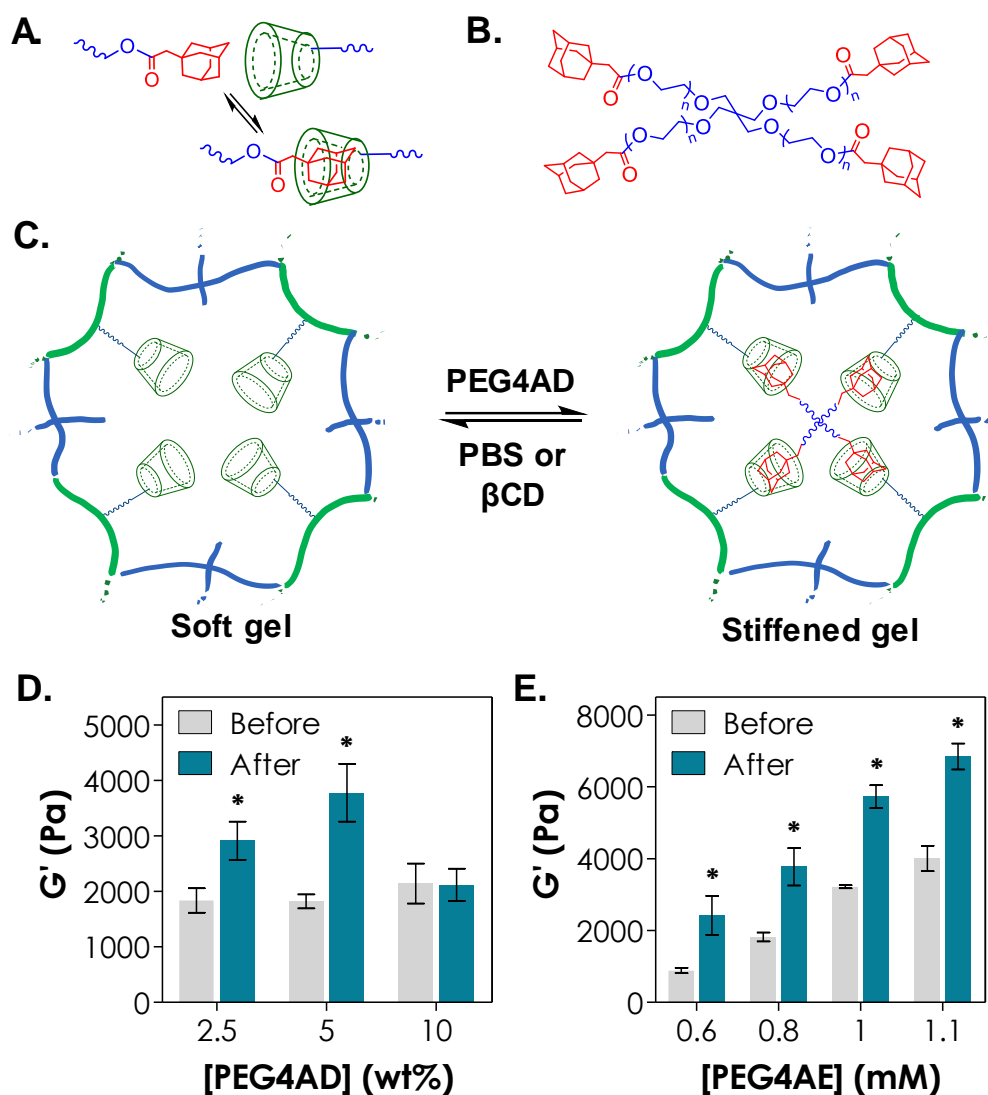 A.
B.
O
O
O
O
O
O
n
O
O
O
O
n
O
O
O
n
O
O
O
O
n
O
O
C.
PEG4AD
PBS or
βCD
Soft gel
Stiffened gel
D.
E.
5000
4000
3000
2000
1000
0
G' (Pa)
Before
After
*
*
2.5
5
10
[PEG4AD] (wt%)
8000
6000
4000
2000
0
G' (Pa)
Before
After
*
*
*
*
0.6
0.8
1
1.1
[PEG4AE] (mM)